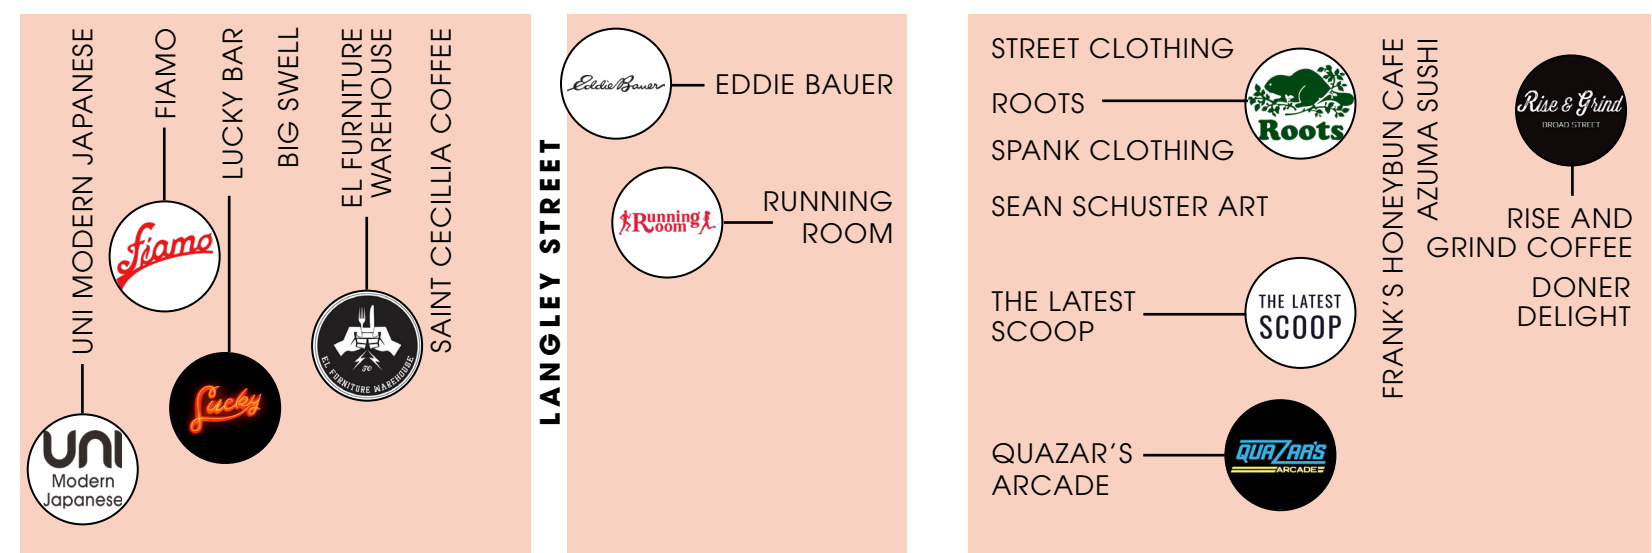 UNI MODERN JAPANESE
FIAMO
LUCKY BAR
BIG SWELL
EL FURNITURE
WAREHOUSE
SAINT CECILLIA COFFEE
fiamo
Lucky
EL FURNITURE WAREHOUSE
UNI
Modern
Japanese
LANGLEY STREET
Eddie Bauer
EDDIE BAUER
Running
Room
RUNNING
ROOM
STREET CLOTHING
ROOTS
Roots
SPANK CLOTHING
SEAN SCHUSTER ART
THE LATEST
SCOOP
THE LATEST
SCOOP
QUAZAR'S
ARCADE
QUAZAR'S
ARCADE
FRANK'S HONEYBUN CAFE
AZUMA SUSHI
Rise & Grind
BROAD STREET
RISE AND
GRIND COFFEE
DONER
DELIGHT